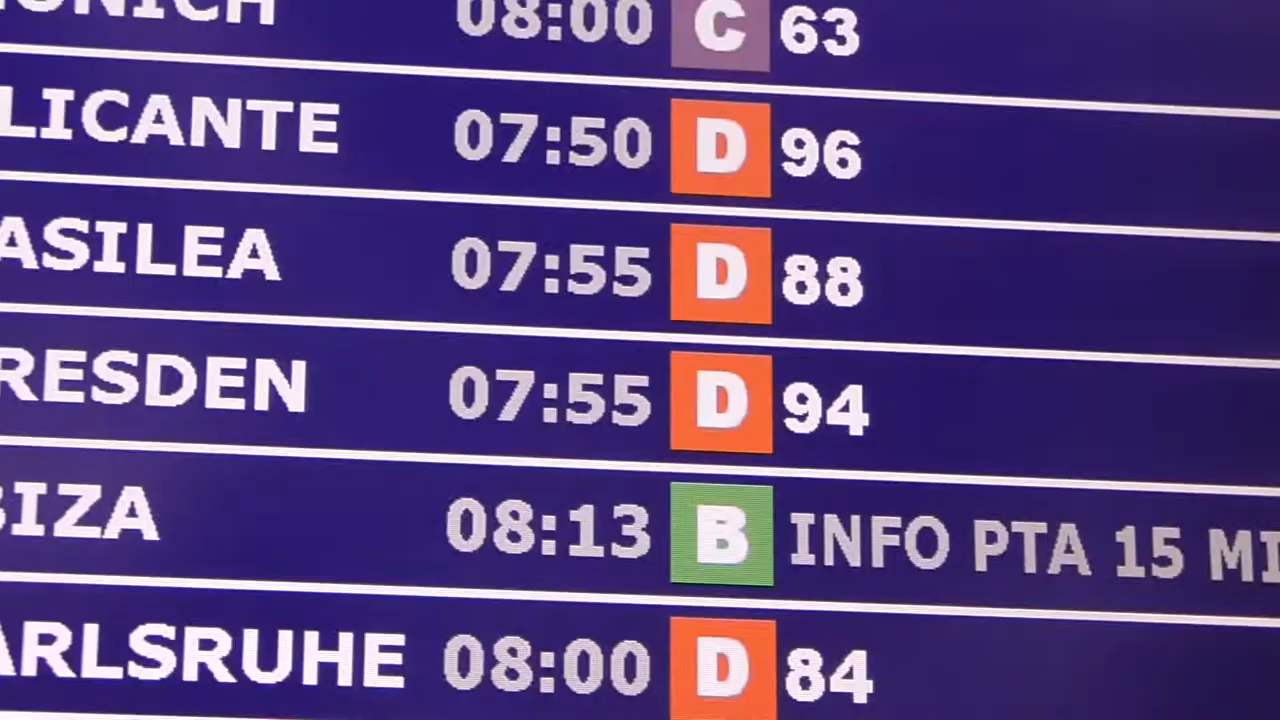 MUNICH 08:00 C 63
LICANTE 07:50 D 96
ASILEA 07:55 D 88
RESDEN 07:55 D 94
BIZA 08:13 B INFO PTA 15 MI
ARLSRUHE 08:00 D 84